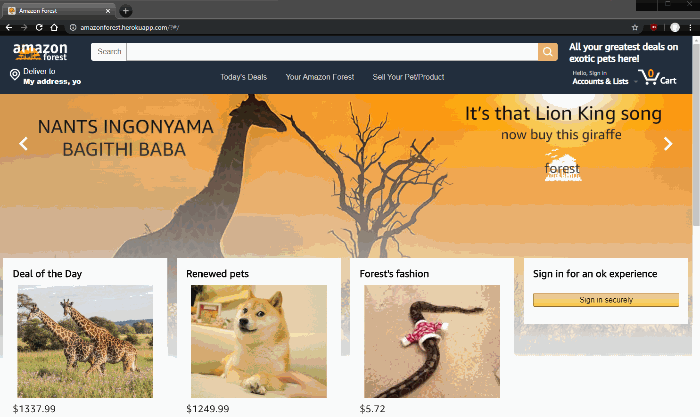 Amazon Forest
amazonforest.herokuapp.com/?#/
amazon
forest
Search
All your greatest deals on
exotic pets here!
Deliver to
My address, yo
Today's Deals
Your Amazon Forest
Sell Your Pet/Product
Hello, Sign in
Accounts & Lists
0
Cart
NANTS INGONYAMA
BAGITHI BABA
It's that Lion King song
now buy this giraffe
forest
Deal of the Day
Renewed pets
Forest's fashion
Sign in for an ok experience
Sign in securely
$1337.99
$1249.99
$5.72